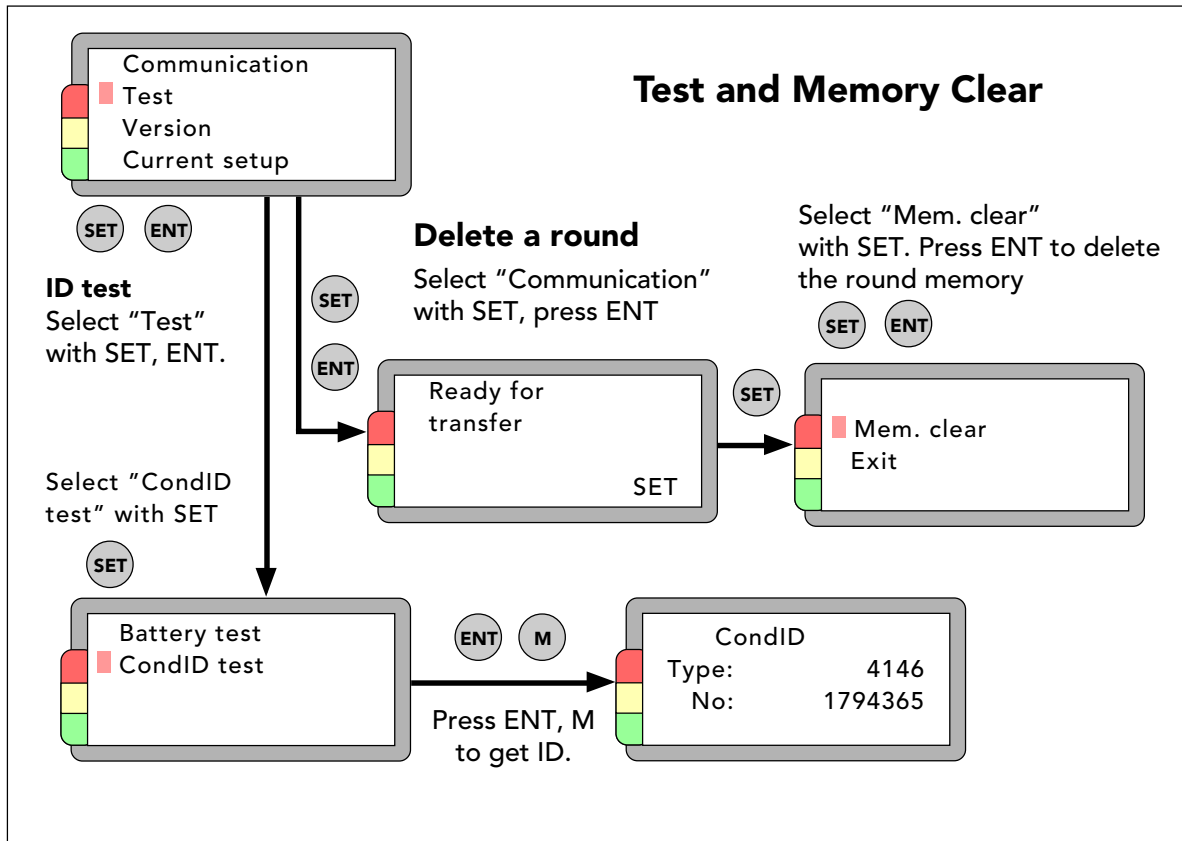 Test and Memory Clear
Communication
Test
Version
Current setup
SET
ENT
ID test
Select "Test"
with SET, ENT.
SET
ENT
Delete a round
Select "Communication"
with SET, press ENT
Ready for
transfer
SET
SET
Select "Mem. clear"
with SET. Press ENT to delete
the round memory
SET
ENT
Mem. clear
Exit
Select "CondID
test" with SET
SET
Battery test
CondID test
ENT
M
Press ENT, M
to get ID.
CondID
Type: 4146
No: 1794365